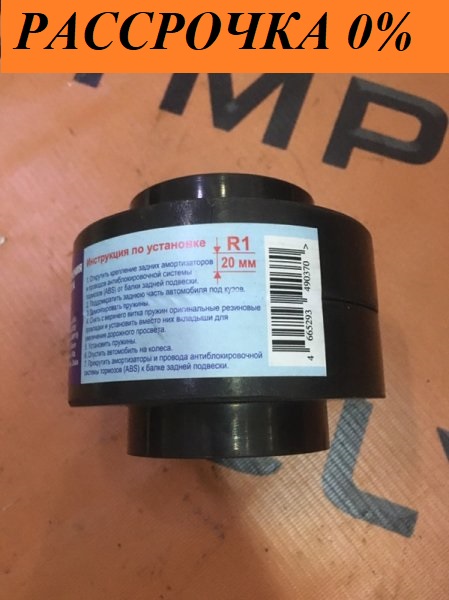 РАССРОЧКА 0%
Инструкция по установке
R1
20 мм
1. Открутить крепление задних амортизаторов
и провода антиблокировочной системы
тормозов (ABS) от балки задней подвески.
2. Поддомкратить заднюю часть автомобиля под кузов.
3. Демонтировать пружины.
4. Снять с верхнего витка пружин оригинальные резиновые
и установить вместо них вкладыши для
увеличения дорожного просвета.
5. Установить пружины.
6. Опустить автомобиль на колеса.
7. Прикрутить амортизаторы и провода антиблокировочной
системы тормозов (ABS) к балке задней подвески.
4 665293 490370 >